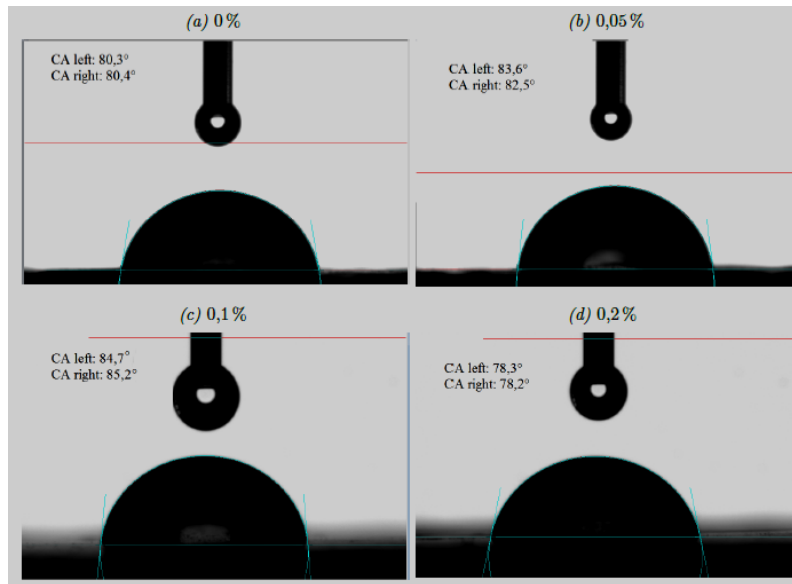 (a) 0 %
CA left: 80,3°
CA right: 80,4°
(b) 0,05 %
CA left: 83,6°
CA right: 82,5°
(c) 0,1 %
CA left: 84,7°
CA right: 85,2°
(d) 0,2 %
CA left: 78,3°
CA right: 78,2°